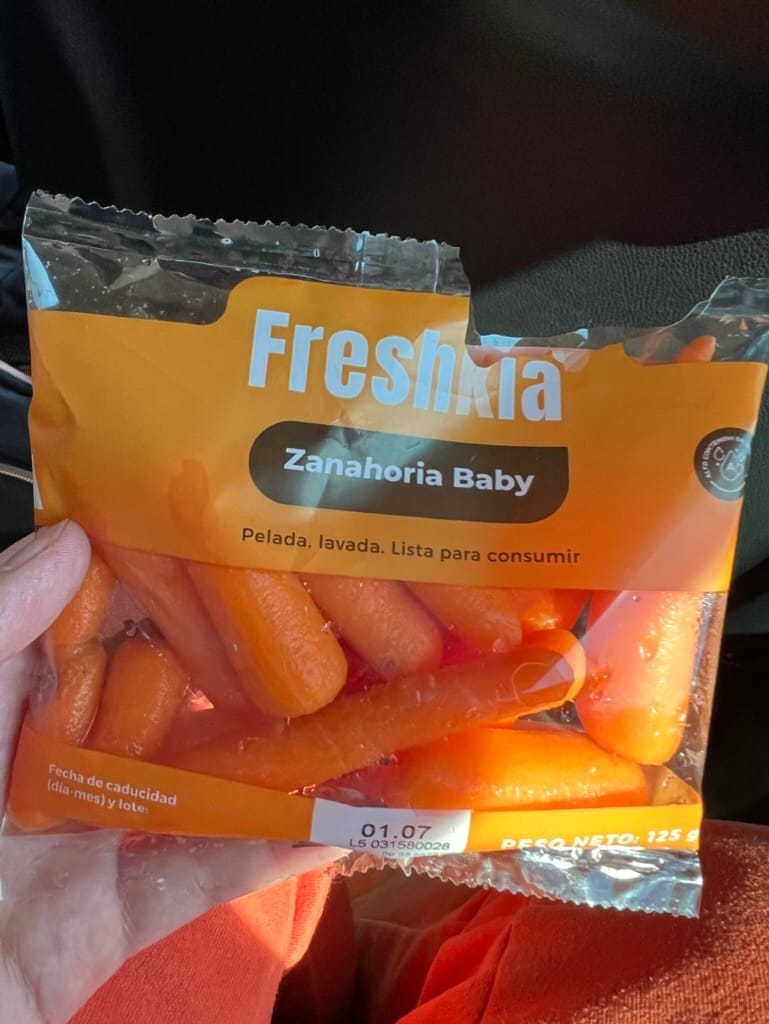 Freshkia
Zanahoria Baby
Pelada, lavada. Lista para consumir
Fecha de caducidad
(día-mes) y lote:
01.07
L5 031580028
PESO NETO: 125 g